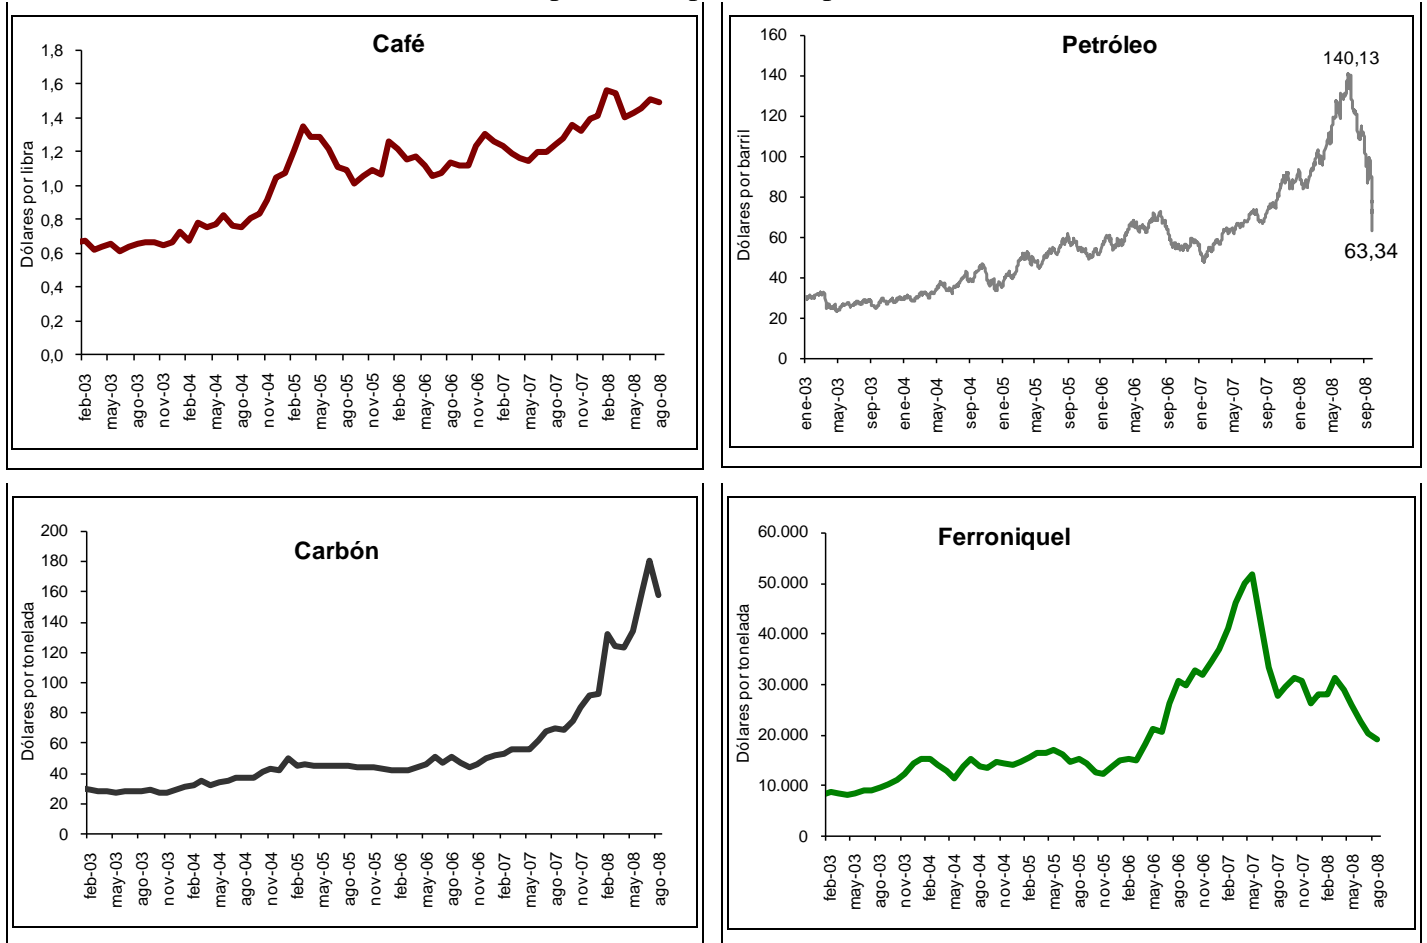 Café
Dólares por libra
1,8
1,6
1,4
1,2
1,0
0,8
0,6
0,4
0,2
0,0
feb-03
may-03
ago-03
nov-03
feb-04
may-04
ago-04
nov-04
feb-05
may-05
ago-05
nov-05
feb-06
may-06
ago-06
nov-06
feb-07
may-07
ago-07
nov-07
feb-08
may-08
ago-08
Petróleo
Dólares por barril
160
140
120
100
80
60
40
20
0
140,13
63,34
ene-03
may-03
sep-03
ene-04
may-04
sep-04
ene-05
may-05
sep-05
ene-06
may-06
sep-06
ene-07
may-07
sep-07
ene-08
may-08
sep-08
Carbón
Dólares por tonelada
200
180
160
140
120
100
80
60
40
20
0
feb-03
may-03
ago-03
nov-03
feb-04
may-04
ago-04
nov-04
feb-05
may-05
ago-05
nov-05
feb-06
may-06
ago-06
nov-06
feb-07
may-07
ago-07
nov-07
feb-08
may-08
ago-08
Ferroniquel
Dólares por tonelada
60.000
50.000
40.000
30.000
20.000
10.000
0
feb-03
may-03
ago-03
nov-03
feb-04
may-04
ago-04
nov-04
feb-05
may-05
ago-05
nov-05
feb-06
may-06
ago-06
nov-06
feb-07
may-07
ago-07
nov-07
feb-08
may-08
ago-08